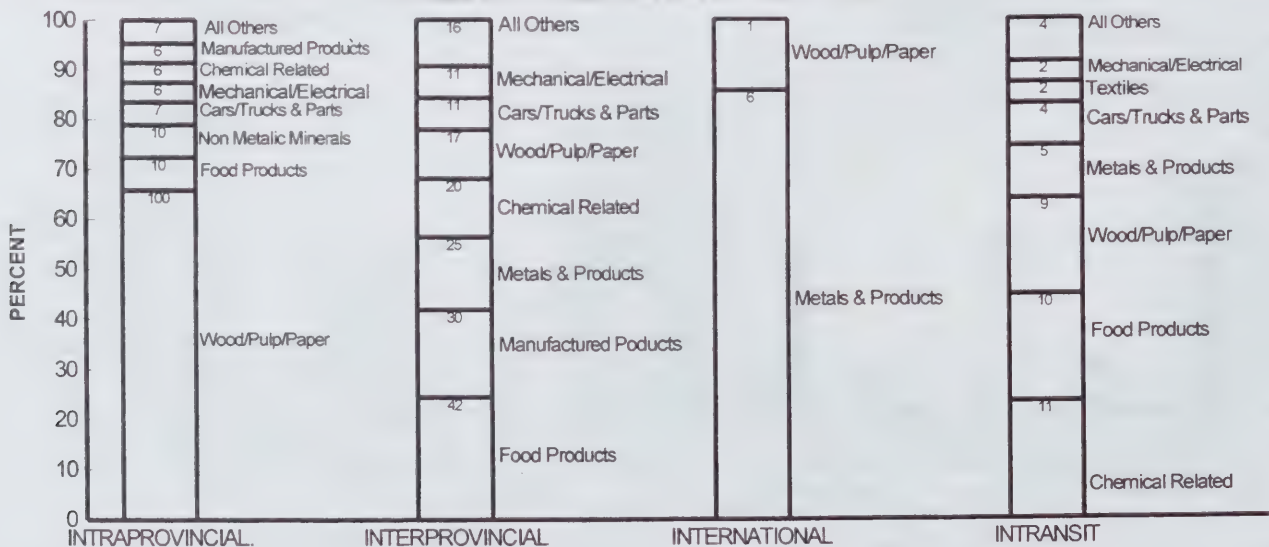 PERCENT
100
90
80
70
60
50
40
30
20
10
0
7 All Others
6 Manufactured Products
6 Chemical Related
6 Mechanical/Electrical
7 Cars/Trucks & Parts
10 Non Metalic Minerals
10 Food Products
100 Wood/Pulp/Paper
INTRAPROVINCIAL.
16 All Others
11 Mechanical/Electrical
11 Cars/Trucks & Parts
17 Wood/Pulp/Paper
20 Chemical Related
25 Metals & Products
30 Manufactured Poducts
42 Food Products
INTERPROVINCIAL
1 Wood/Pulp/Paper
6 Metals & Products
INTERNATIONAL
4 All Others
2 Mechanical/Electrical
2 Textiles
4 Cars/Trucks & Parts
5 Metals & Products
9 Wood/Pulp/Paper
10 Food Products
11 Chemical Related
INTRANSIT